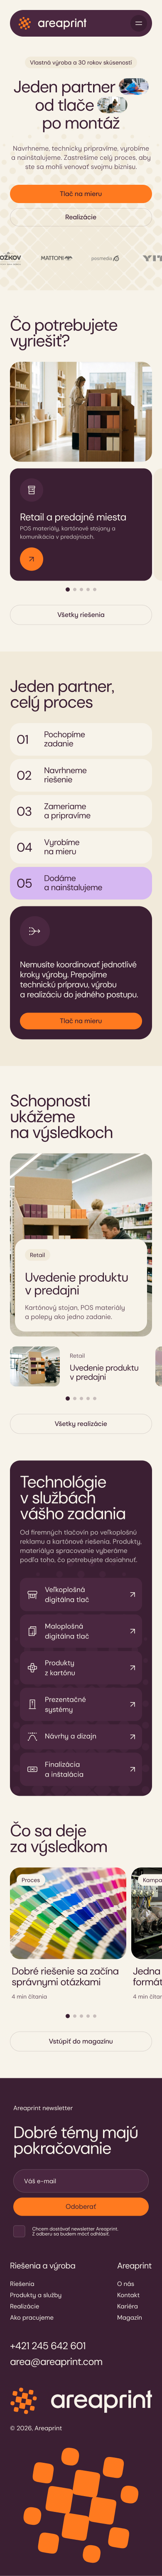 areaprint
Vlastná výroba a 30 rokov skúseností
Jeden partner
od tlače
po montáž
Navrhneme, technicky pripravíme, vyrobíme
a nainštalujeme. Zastrešíme celý proces, aby
ste sa mohli venovať svojmu biznisu.
Tlač na mieru
Realizácie
MATTONI
Čo potrebujete
vyriešiť?
Retail a predajné miesta
POS materiály, kartónové stojany a
komunikácia v predajniach.
Všetky riešenia
Jeden partner,
celý proces
01 Pochopíme
zadanie
02 Navrhneme
riešenie
03 Zameriame
a pripravíme
04 Vyrobíme
na mieru
05 Dodáme
a nainštalujeme
Nemusíte koordinovať jednotlivé
kroky výroby. Prepojíme
technickú prípravu, výrobu
a realizáciu do jedného postupu.
Tlač na mieru
Schopnosti
ukážeme
na výsledkoch
Retail
Uvedenie produktu
v predajni
Kartónový stojan, POS materiály
a polepy ako jedno zadanie.
Retail
Uvedenie produktu
v predajni
Všetky realizácie
Technológie
v službách
vášho zadania
Od firemných tlačovín po veľkoplošnú
reklamu a kartónové riešenia. Produkty,
materiálpo spracovanie vyberáme
podľa toho, čo potrebujete dosiahnuť.
Veľkoplošná
digitálna tlač
Maloplošná
digitálna tlač
Produkty
z kartónu
Prezentačné
systémy
Návrhy a dizajn
Finalizácia
a inštalácia
Čo sa deje
za výsledkom
Proces
Dobré riešenie sa začína
správnymi otázkami
4 min čítania
Kampa
Jedna
formát
4 min čítan
Vstúpiť do magazínu
Areaprint newsletter
Dobré témy majú
pokračovanie
Váš e-mail
Odoberať
Chcem dostávať newsletter Areaprint.
Z odberu sa budem môcť odhlásiť.
Riešenia a výroba
Riešenia
Produkty a služby
Realizácie
Ako pracujeme
Areaprint
O nás
Kontakt
Kariéra
Magazín
+421 245 642 601
area@areaprint.com
areaprint
© 2026, Areaprint